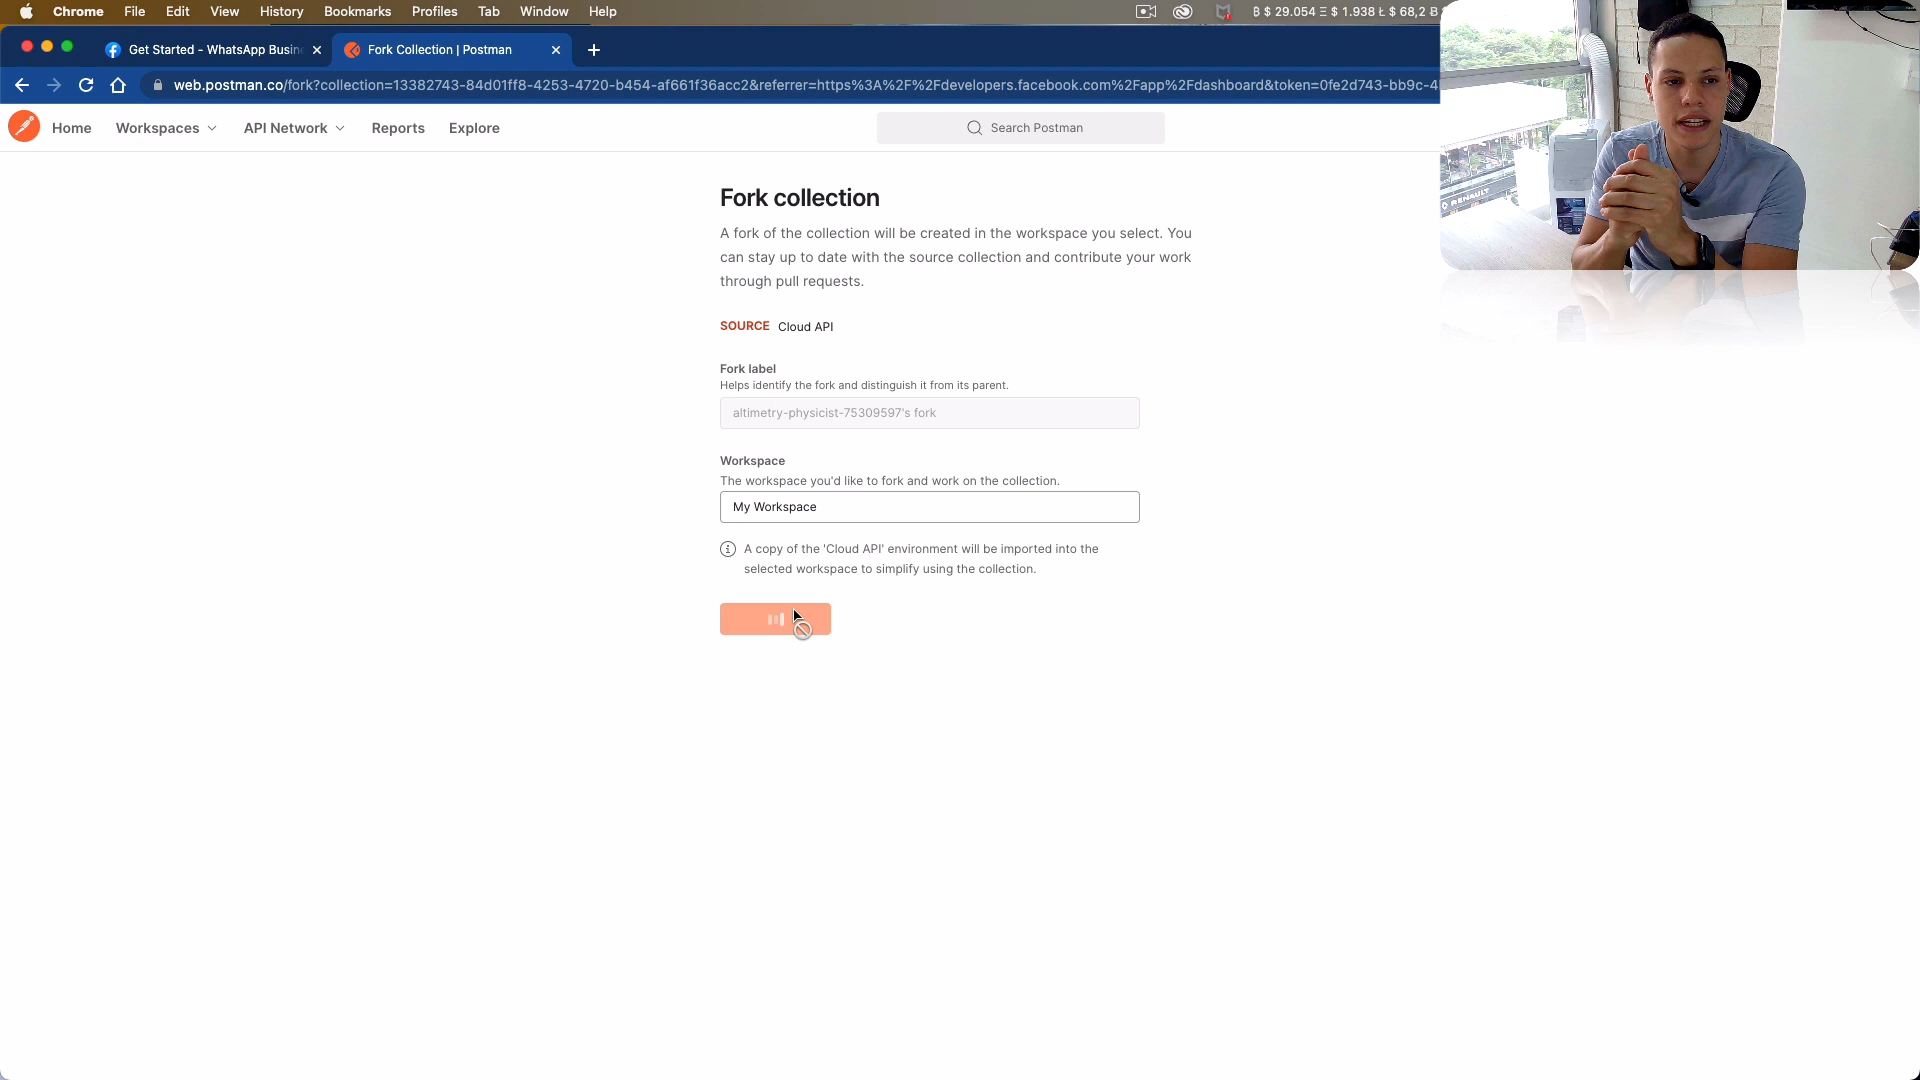 Chrome File Edit View History Bookmarks Profiles Tab Window Help
$ 29.054 Ξ $ 1.938 Ł $ 68,2
Get Started - WhatsApp Busin
Fork Collection | Postman
web.postman.co/fork?collection=13382743-84d01ff8-4253-4720-b454-af661f36acc2&referrer=https%3A%2F%2Fdevelopers.facebook.com%2Fapp%2Fdashboard&token=0fe2d743-bb9c-4
Home Workspaces API Network Reports Explore
Search Postman
RENAULT
Fork collection
A fork of the collection will be created in the workspace you select. You
can stay up to date with the source collection and contribute your work
through pull requests.
SOURCE Cloud API
Fork label
Helps identify the fork and distinguish it from its parent.
altimetry-physicist-75309597's fork
Workspace
The workspace you'd like to fork and work on the collection.
My Workspace
A copy of the 'Cloud API' environment will be imported into the
selected workspace to simplify using the collection.